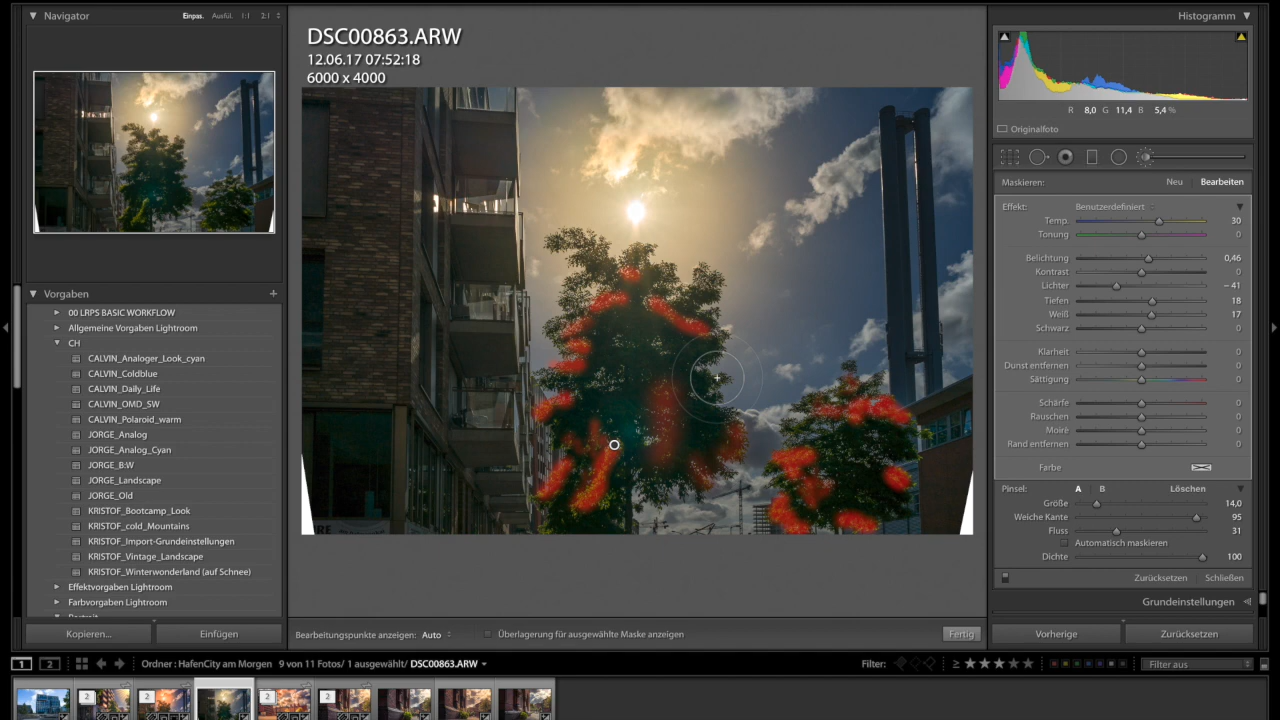 Navigator
Einpas. Ausfül. 1:1 2:1
Vorgaben +
00 LRPS BASIC WORKFLOW
Allgemeine Vorgaben Lightroom
CH
CALVIN_Analoger_Look_cyan
CALVIN_Coldblue
CALVIN_Daily_Life
CALVIN_OMD_SW
CALVIN_Polaroid_warm
JORGE_Analog
JORGE_Analog_Cyan
JORGE_B:W
JORGE_Landscape
JORGE_Old
KRISTOF_Bootcamp_Look
KRISTOF_cold_Mountains
KRISTOF_Import-Grundeinstellungen
KRISTOF_Vintage_Landscape
KRISTOF_Winterwonderland (auf Schnee)
Effektvorgaben Lightroom
Farbvorgaben Lightroom
Kopieren... Einfügen
DSC00863.ARW
12.06.17 07:52:18
6000 x 4000
ERE
Bearbeitungspunkte anzeigen: Auto Überlagerung für ausgewählte Maske anzeigen Fertig
Histogramm
R 8,0 G 11,4 B 5,4 %
Originalfoto
Maskieren: Neu Bearbeiten
Effekt: Benutzerdefiniert
Temp. 30
Tonung 0
Belichtung 0,46
Kontrast 0
Lichter – 41
Tiefen 18
Weiß 17
Schwarz 0
Klarheit 0
Dunst entfernen 0
Sättigung 0
Schärfe 0
Rauschen 0
Moiré 0
Rand entfernen 0
Farbe
Pinsel: A B Löschen
Größe 14,0
Weiche Kante 95
Fluss 31
Automatisch maskieren
Dichte 100
Zurücksetzen Schließen
Grundeinstellungen
Vorherige Zurücksetzen
1 2 Ordner : HafenCity am Morgen 9 von 11 Fotos/ 1 ausgewählt/ DSC00863.ARW Filter: ≥ ★★★★★ Filter aus
2 2 2 2